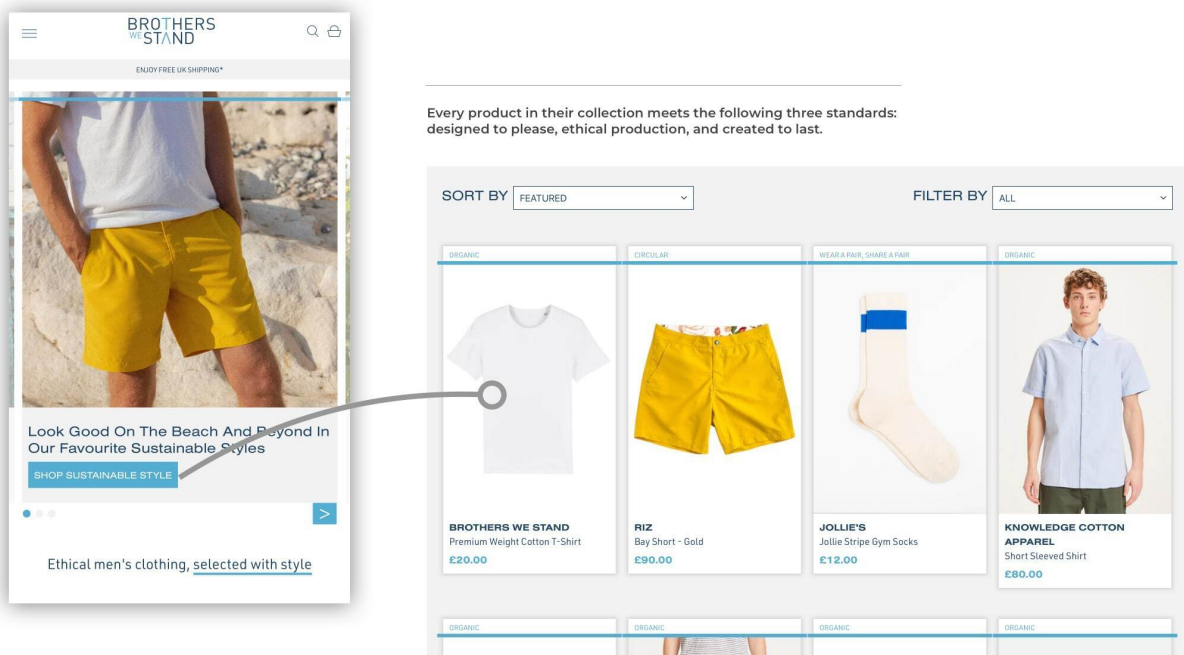 BROTHERS
WE STAND
ENJOY FREE UK SHIPPING*
Look Good On The Beach And Beyond In
Our Favourite Sustainable Styles
SHOP SUSTAINABLE STYLE
>
Ethical men's clothing, selected with style
Every product in their collection meets the following three standards:
designed to please, ethical production, and created to last.
SORT BY FEATURED
FILTER BY ALL
ORGANIC
CIRCULAR
WEAR A PAIR, SHARE A PAIR
ORGANIC
BROTHERS WE STAND
Premium Weight Cotton T-Shirt
£20.00
RIZ
Bay Short - Gold
£90.00
JOLLIE'S
Jollie Stripe Gym Socks
£12.00
KNOWLEDGE COTTON
APPAREL
Short Sleeved Shirt
£80.00
ORGANIC
ORGANIC
ORGANIC
ORGANIC